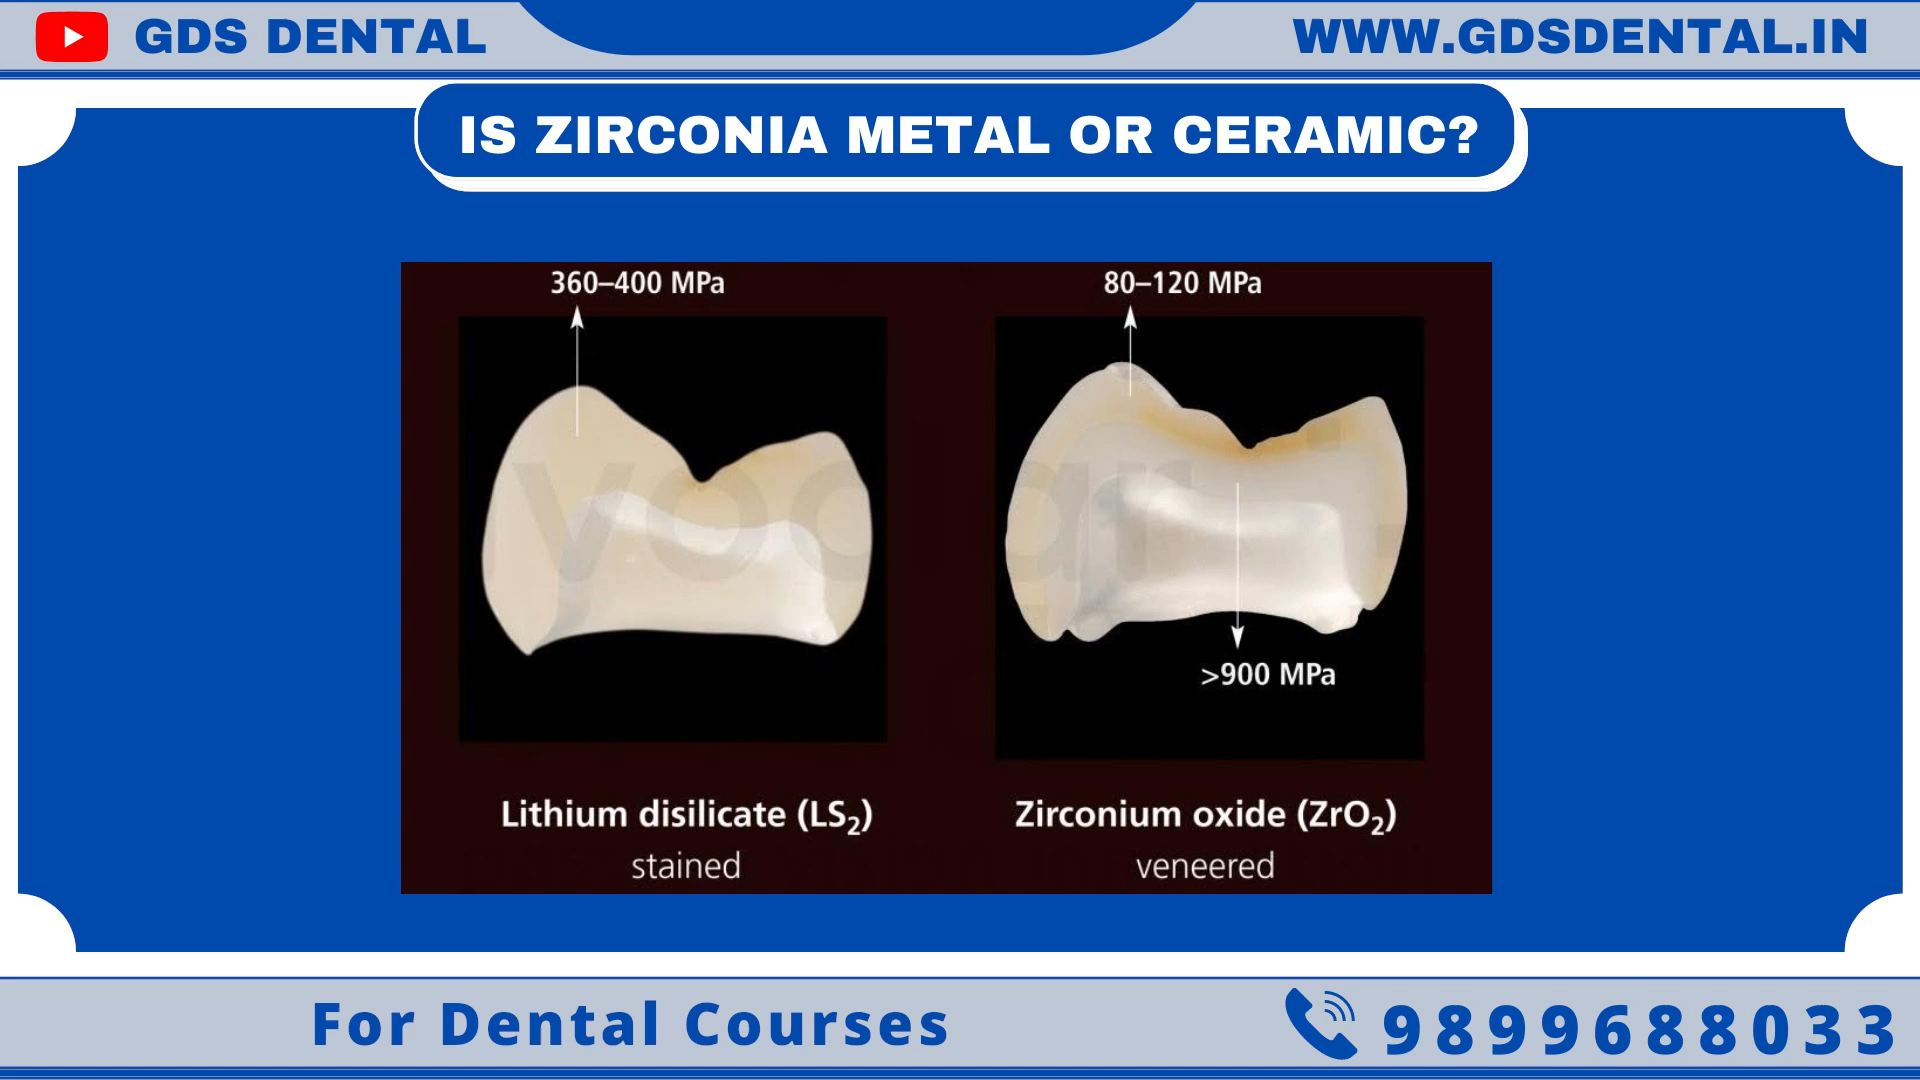 GDS DENTAL
WWW.GDSDENTAL.IN
IS ZIRCONIA METAL OR CERAMIC?
360–400 MPa
80–120 MPa
>900 MPa
Lithium disilicate (LS₂)
stained
Zirconium oxide (ZrO₂)
veneered
For Dental Courses
9899688033